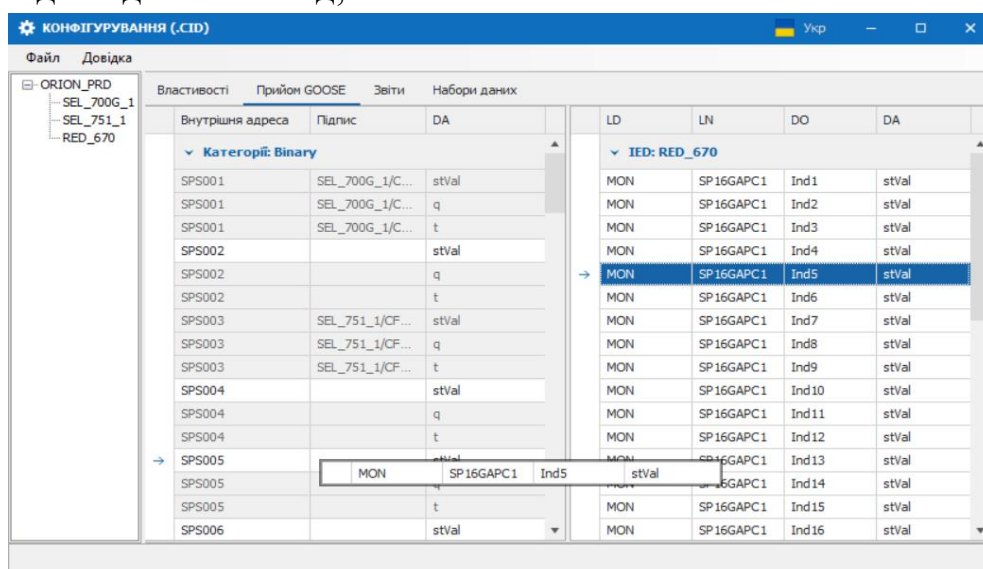 КОНФІГУРУВАННЯ (.CID) Укр
Файл Довідка
ORION_PRD
SEL_700G_1
SEL_751_1
RED_670
Властивості Прийом GOOSE Звіти Набори даних
Внутрішня адреса Підпис DA
Категорії: Binary
SPS001 SEL_700G_1/C... stVal
SPS001 SEL_700G_1/C... q
SPS001 SEL_700G_1/C... t
SPS002 stVal
SPS002 q
SPS002 t
SPS003 SEL_751_1/CF... stVal
SPS003 SEL_751_1/CF... q
SPS003 SEL_751_1/CF... t
SPS004 stVal
SPS004 q
SPS004 t
SPS005 stVal
SPS005 q
SPS005 t
SPS006 stVal
LD LN DO DA
IED: RED_670
MON SP16GAPC1 Ind1 stVal
MON SP16GAPC1 Ind2 stVal
MON SP16GAPC1 Ind3 stVal
MON SP16GAPC1 Ind4 stVal
MON SP16GAPC1 Ind5 stVal
MON SP16GAPC1 Ind6 stVal
MON SP16GAPC1 Ind7 stVal
MON SP16GAPC1 Ind8 stVal
MON SP16GAPC1 Ind9 stVal
MON SP16GAPC1 Ind10 stVal
MON SP16GAPC1 Ind11 stVal
MON SP16GAPC1 Ind12 stVal
MON SP16GAPC1 Ind13 stVal
MON SP16GAPC1 Ind14 stVal
MON SP16GAPC1 Ind15 stVal
MON SP16GAPC1 Ind16 stVal
MON SP16GAPC1 Ind5 stVal